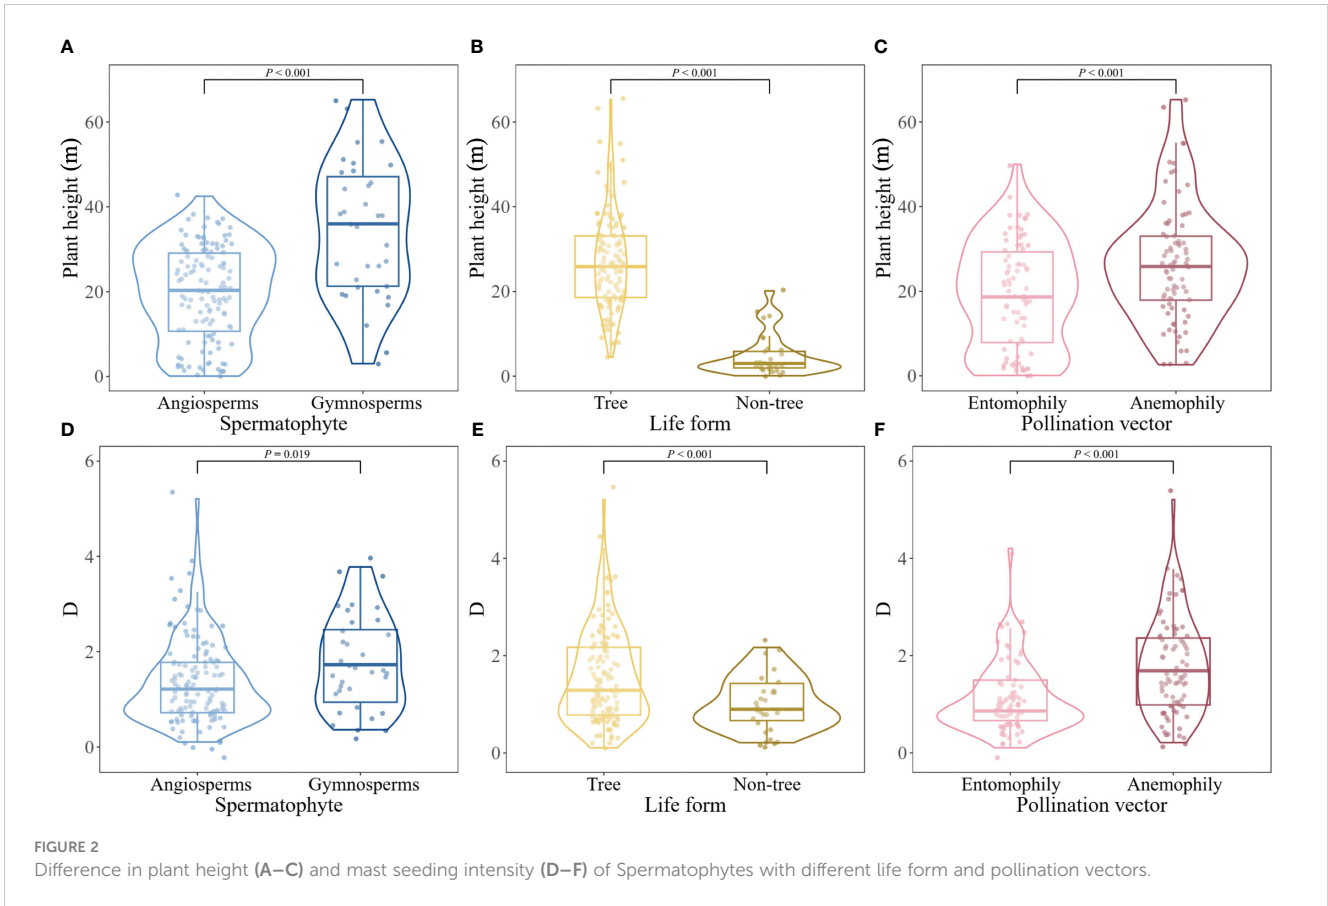 A
P < 0.001
Plant height (m)
60
40
20
0
Angiosperms Gymnosperms
Spermatophyte
B
P < 0.001
Plant height (m)
60
40
20
0
Tree Non-tree
Life form
C
P < 0.001
Plant height (m)
60
40
20
0
Entomophily Anemophily
Pollination vector
D
P = 0.019
D
6
4
2
0
Angiosperms Gymnosperms
Spermatophyte
E
P < 0.001
D
6
4
2
0
Tree Non-tree
Life form
F
P < 0.001
D
6
4
2
0
Entomophily Anemophily
Pollination vector
FIGURE 2
Difference in plant height (A–C) and mast seeding intensity (D–F) of Spermatophytes with different life form and pollination vectors.